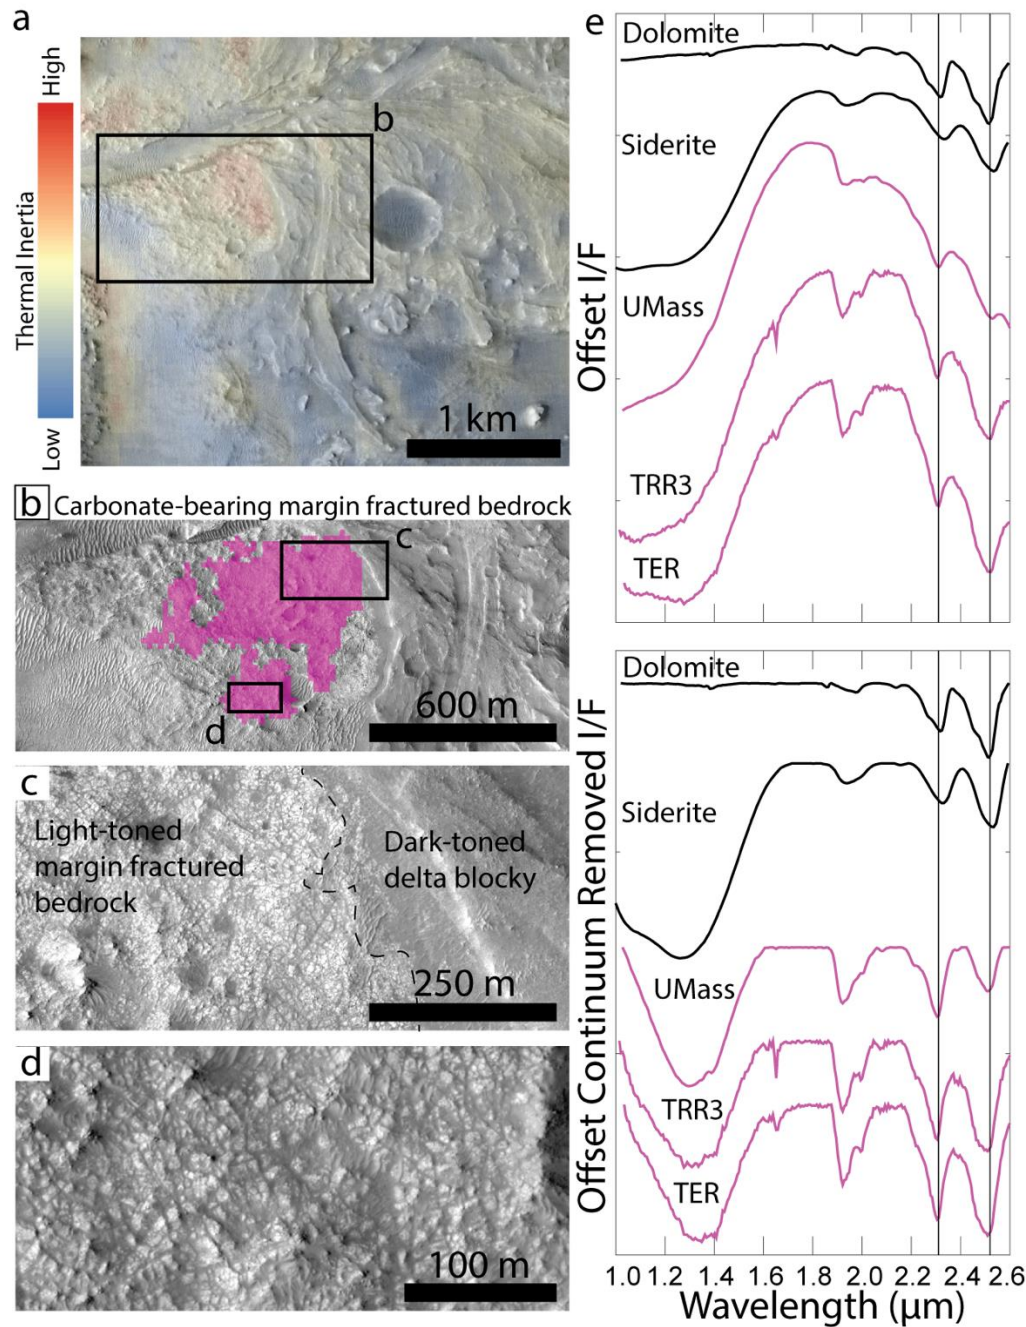 a
High
Thermal Inertia
Low
b
1 km
b Carbonate-bearing margin fractured bedrock
c
d
600 m
c
Light-toned
margin fractured
bedrock
Dark-toned
delta blocky
250 m
d
100 m
e
Offset I/F
Dolomite
Siderite
UMass
TRR3
TER
Offset Continuum Removed I/F
Dolomite
Siderite
UMass
TRR3
TER
1.0 1.2 1.4 1.6 1.8 2.0 2.2 2.4 2.6
Wavelength (μm)